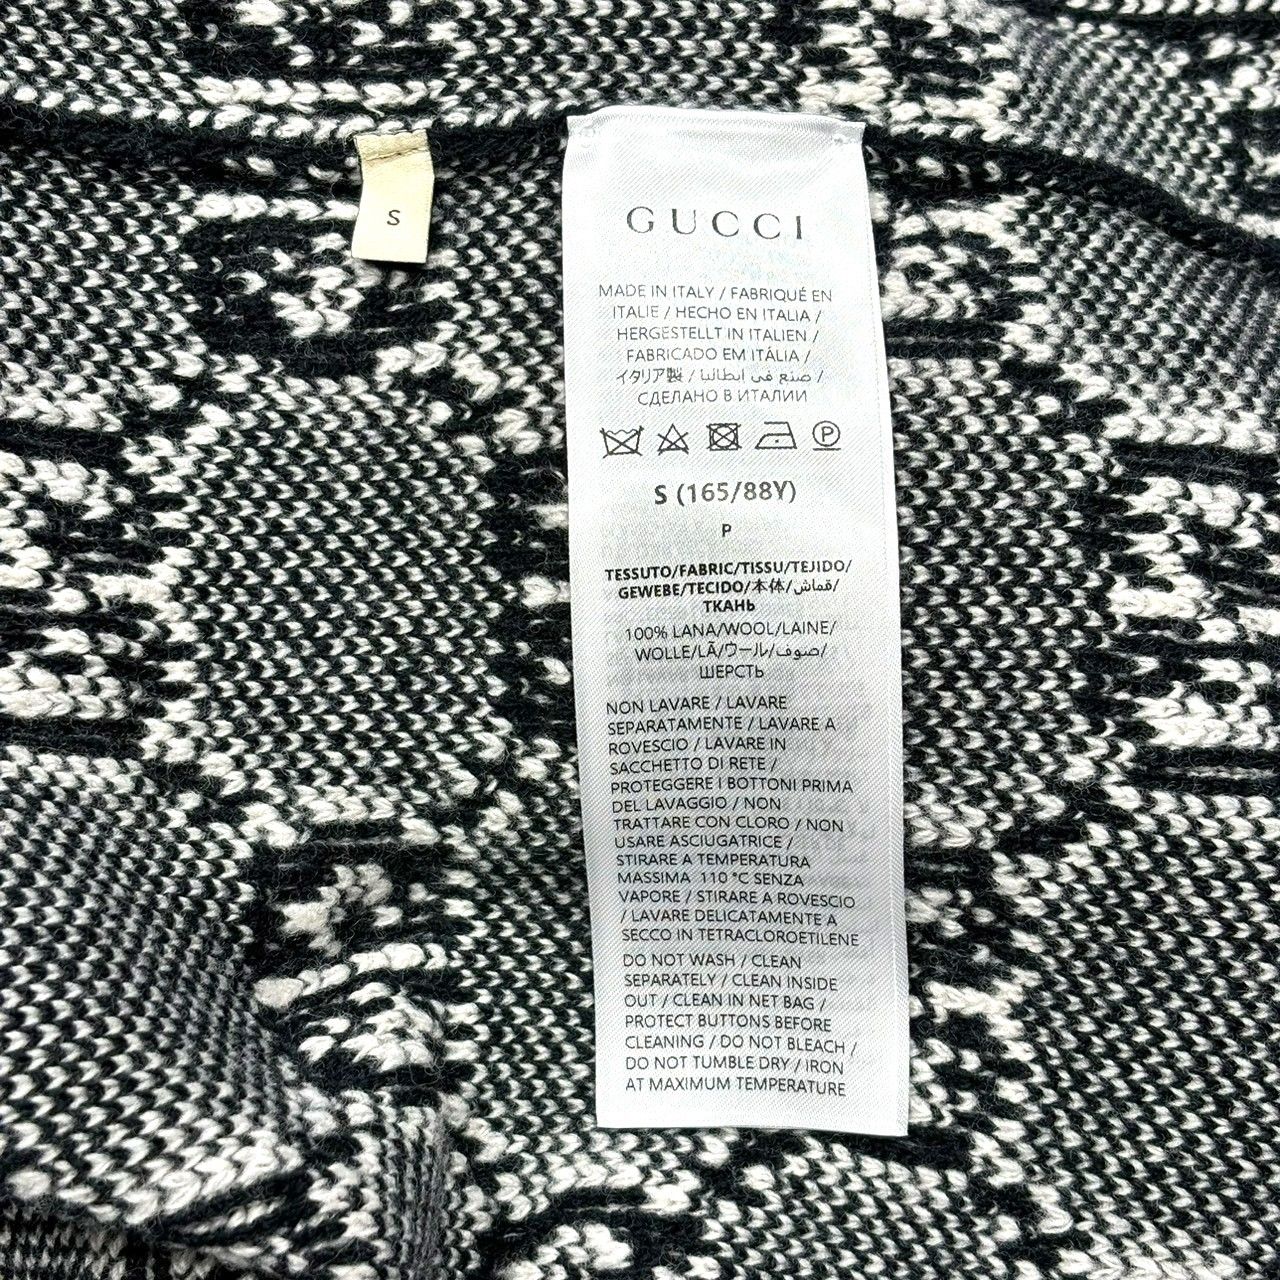 S
GUCCI
MADE IN ITALY / FABRIQUÉ EN
ITALIE / HECHO EN ITALIA /
HERGESTELLT IN ITALIEN /
FABRICADO EM ITÁLIA /
イタリア製 / صنع في ايطاليا /
СДЕЛАНО В ИТАЛИИ
P
S (165/88Y)
P
TESSUTO/FABRIC/TISSU/TEJIDO/
GEWEBE/TECIDO/本体/قماش/
ТКАНЬ
100% LANA/WOOL/LAINE/
WOLLE/LÃ/ウール/صوف/
ШЕРСТЬ
NON LAVARE / LAVARE
SEPARATAMENTE / LAVARE A
ROVESCIO / LAVARE IN
SACCHETTO DI RETE /
PROTEGGERE I BOTTONI PRIMA
DEL LAVAGGIO / NON
TRATTARE CON CLORO / NON
USARE ASCIUGATRICE /
STIRARE A TEMPERATURA
MASSIMA 110 °C SENZA
VAPORE / STIRARE A ROVESCIO
/ LAVARE DELICATAMENTE A
SECCO IN TETRACLOROETILENE
DO NOT WASH / CLEAN
SEPARATELY / CLEAN INSIDE
OUT / CLEAN IN NET BAG /
PROTECT BUTTONS BEFORE
CLEANING / DO NOT BLEACH /
DO NOT TUMBLE DRY / IRON
AT MAXIMUM TEMPERATURE